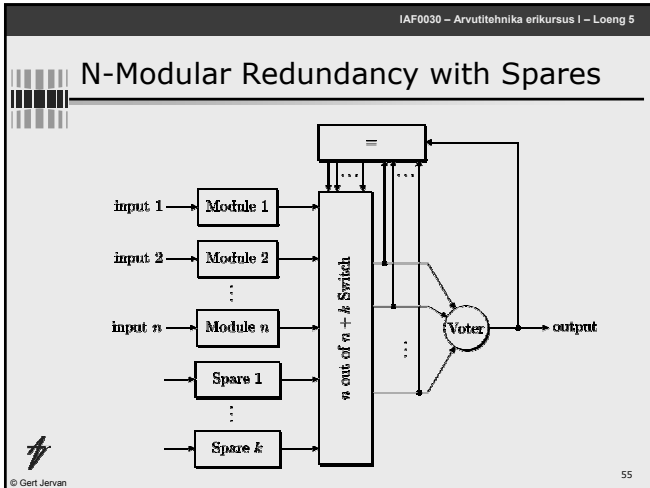 IAF0030 – Arvutitehnika erikursus I – Loeng 5
N-Modular Redundancy with Spares
=
... ...
input 1 Module 1
input 2 Module 2
⋮
input n Module n
Spare 1
⋮
Spare k
n out of n + k Switch
⋮
Voter
output
© Gert Jervan
55